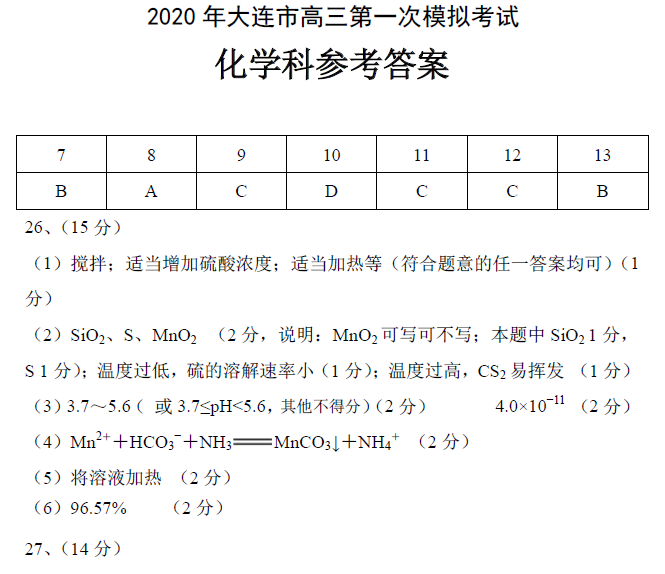 2020 年大连市高三第一次模拟考试
化学科参考答案
7 8 9 10 11 12 13
B A C D C C B
26、（15 分）
（1）搅拌；适当增加硫酸浓度；适当加热等（符合题意的任一答案均可）（1
分）
（2）SiO₂、S、MnO₂ （2 分，说明：MnO₂可写可不写；本题中 SiO₂ 1 分，
S 1 分）；温度过低，硫的溶解速率小（1 分）；温度过高，CS₂易挥发 （1 分）
（3）3.7～5.6（ 或 3.7≤pH<5.6，其他不得分）（2 分） 4.0×10⁻¹¹ （2 分）
（4）Mn²⁺＋HCO₃⁻＋NH₃══MnCO₃↓＋NH₄⁺ （2 分）
（5）将溶液加热 （2 分）
（6）96.57% （2 分）
27、（14 分）